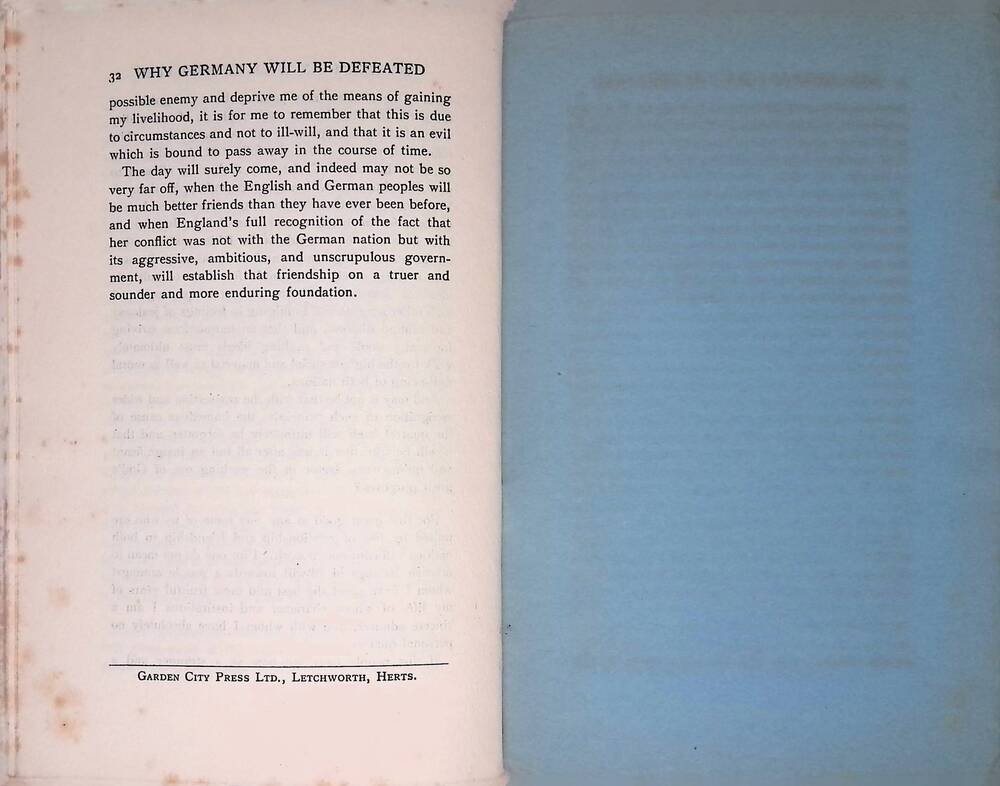 32 WHY GERMANY WILL BE DEFEATED
possible enemy and deprive me of the means of gaining
my livelihood, it is for me to remember that this is due
to circumstances and not to ill-will, and that it is an evil
which is bound to pass away in the course of time.
The day will surely come, and indeed may not be so
very far off, when the English and German peoples will
be much better friends than they have ever been before,
and when England's full recognition of the fact that
her conflict was not with the German nation but with
its aggressive, ambitious, and unscrupulous govern-
ment, will establish that friendship on a truer and
sounder and more enduring foundation.
Garden City Press Ltd., Letchworth, Herts.